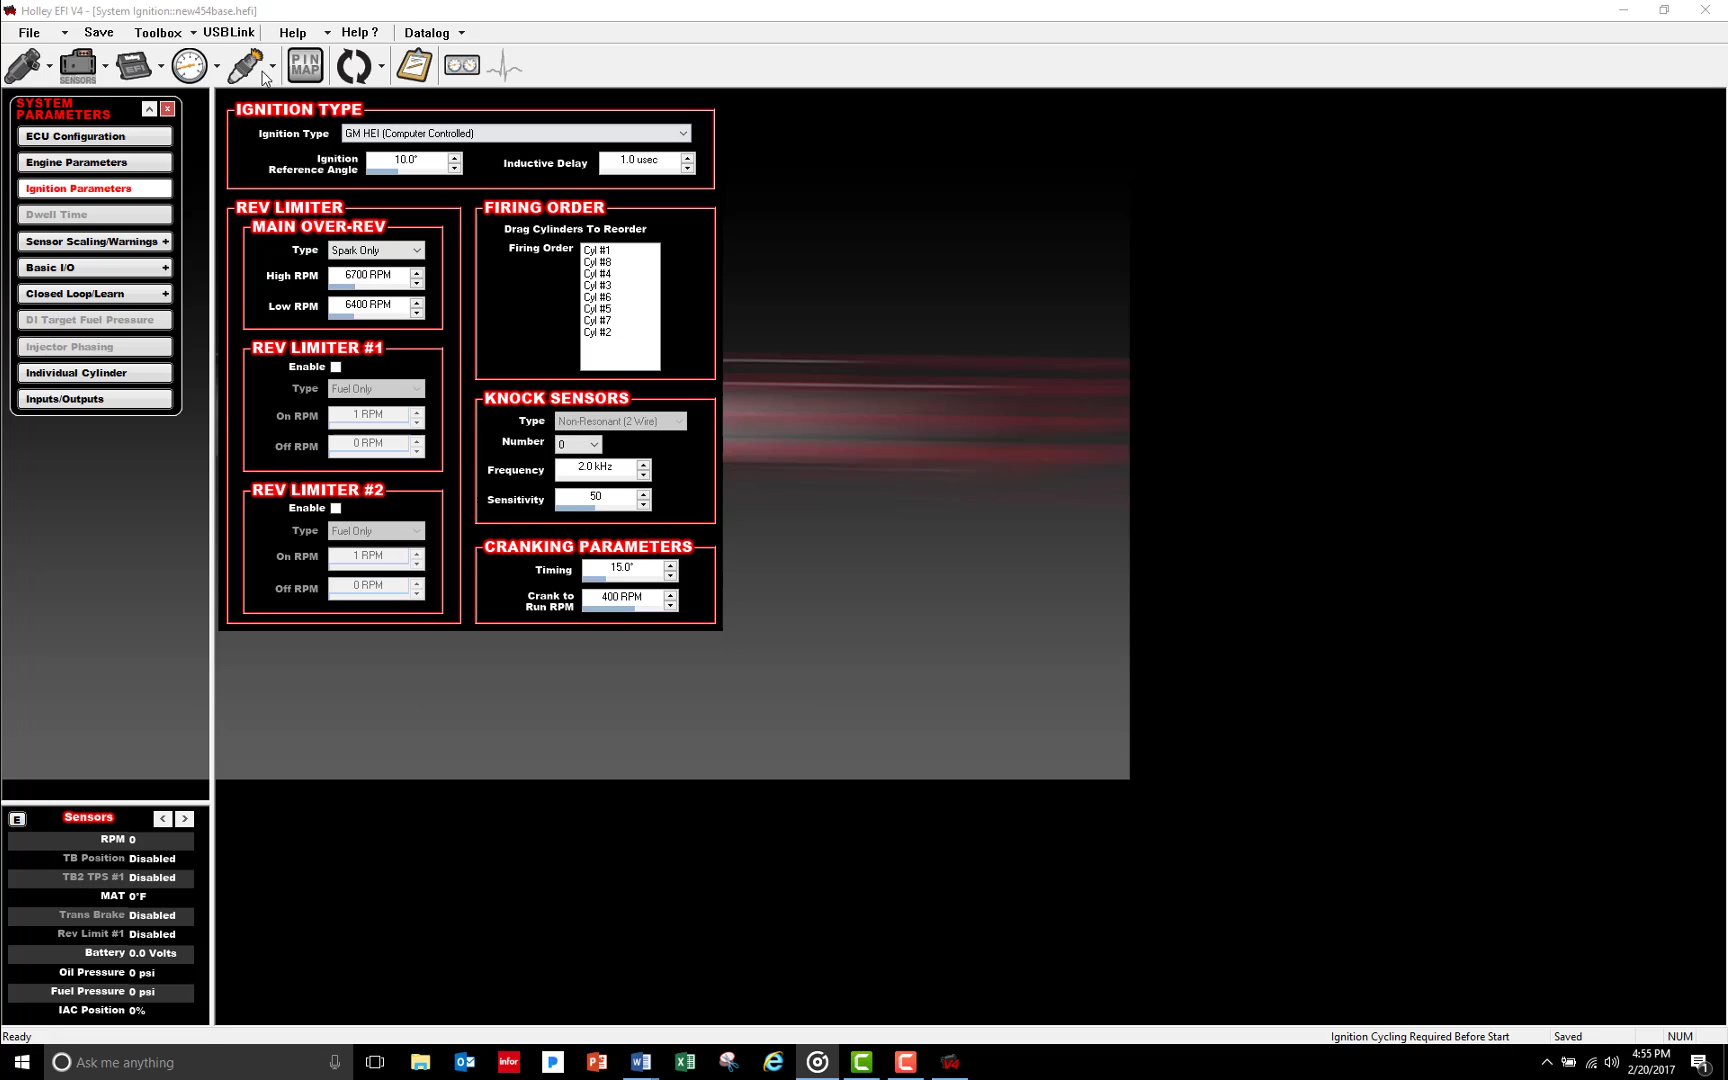 Holley EFI V4 - [System Ignition::new454base.hefi]
File Save Toolbox USBLink Help Help ? Datalog
SENSORS EFI PIN MAP
SYSTEM PARAMETERS
ECU Configuration
Engine Parameters
Ignition Parameters
Dwell Time
Sensor Scaling/Warnings +
Basic I/O +
Closed Loop/Learn +
DI Target Fuel Pressure
Injector Phasing
Individual Cylinder
Inputs/Outputs
IGNITION TYPE
Ignition Type GM HEI (Computer Controlled)
Ignition Reference Angle 10.0° Inductive Delay 1.0 usec
REV LIMITER
MAIN OVER-REV
Type Spark Only
High RPM 6700 RPM
Low RPM 6400 RPM
REV LIMITER #1
Enable
Type Fuel Only
On RPM 1 RPM
Off RPM 0 RPM
REV LIMITER #2
Enable
Type Fuel Only
On RPM 1 RPM
Off RPM 0 RPM
FIRING ORDER
Drag Cylinders To Reorder
Firing Order Cyl #1
Cyl #8
Cyl #4
Cyl #3
Cyl #6
Cyl #5
Cyl #7
Cyl #2
KNOCK SENSORS
Type Non-Resonant (2 Wire)
Number 0
Frequency 2.0 kHz
Sensitivity 50
CRANKING PARAMETERS
Timing 15.0°
Crank to Run RPM 400 RPM
E Sensors < >
RPM 0
TB Position Disabled
TB2 TPS #1 Disabled
MAT 0°F
Trans Brake Disabled
Rev Limit #1 Disabled
Battery 0.0 Volts
Oil Pressure 0 psi
Fuel Pressure 0 psi
IAC Position 0%
Ready Ignition Cycling Required Before Start Saved NUM
Ask me anything infor 4:55 PM
2/20/2017